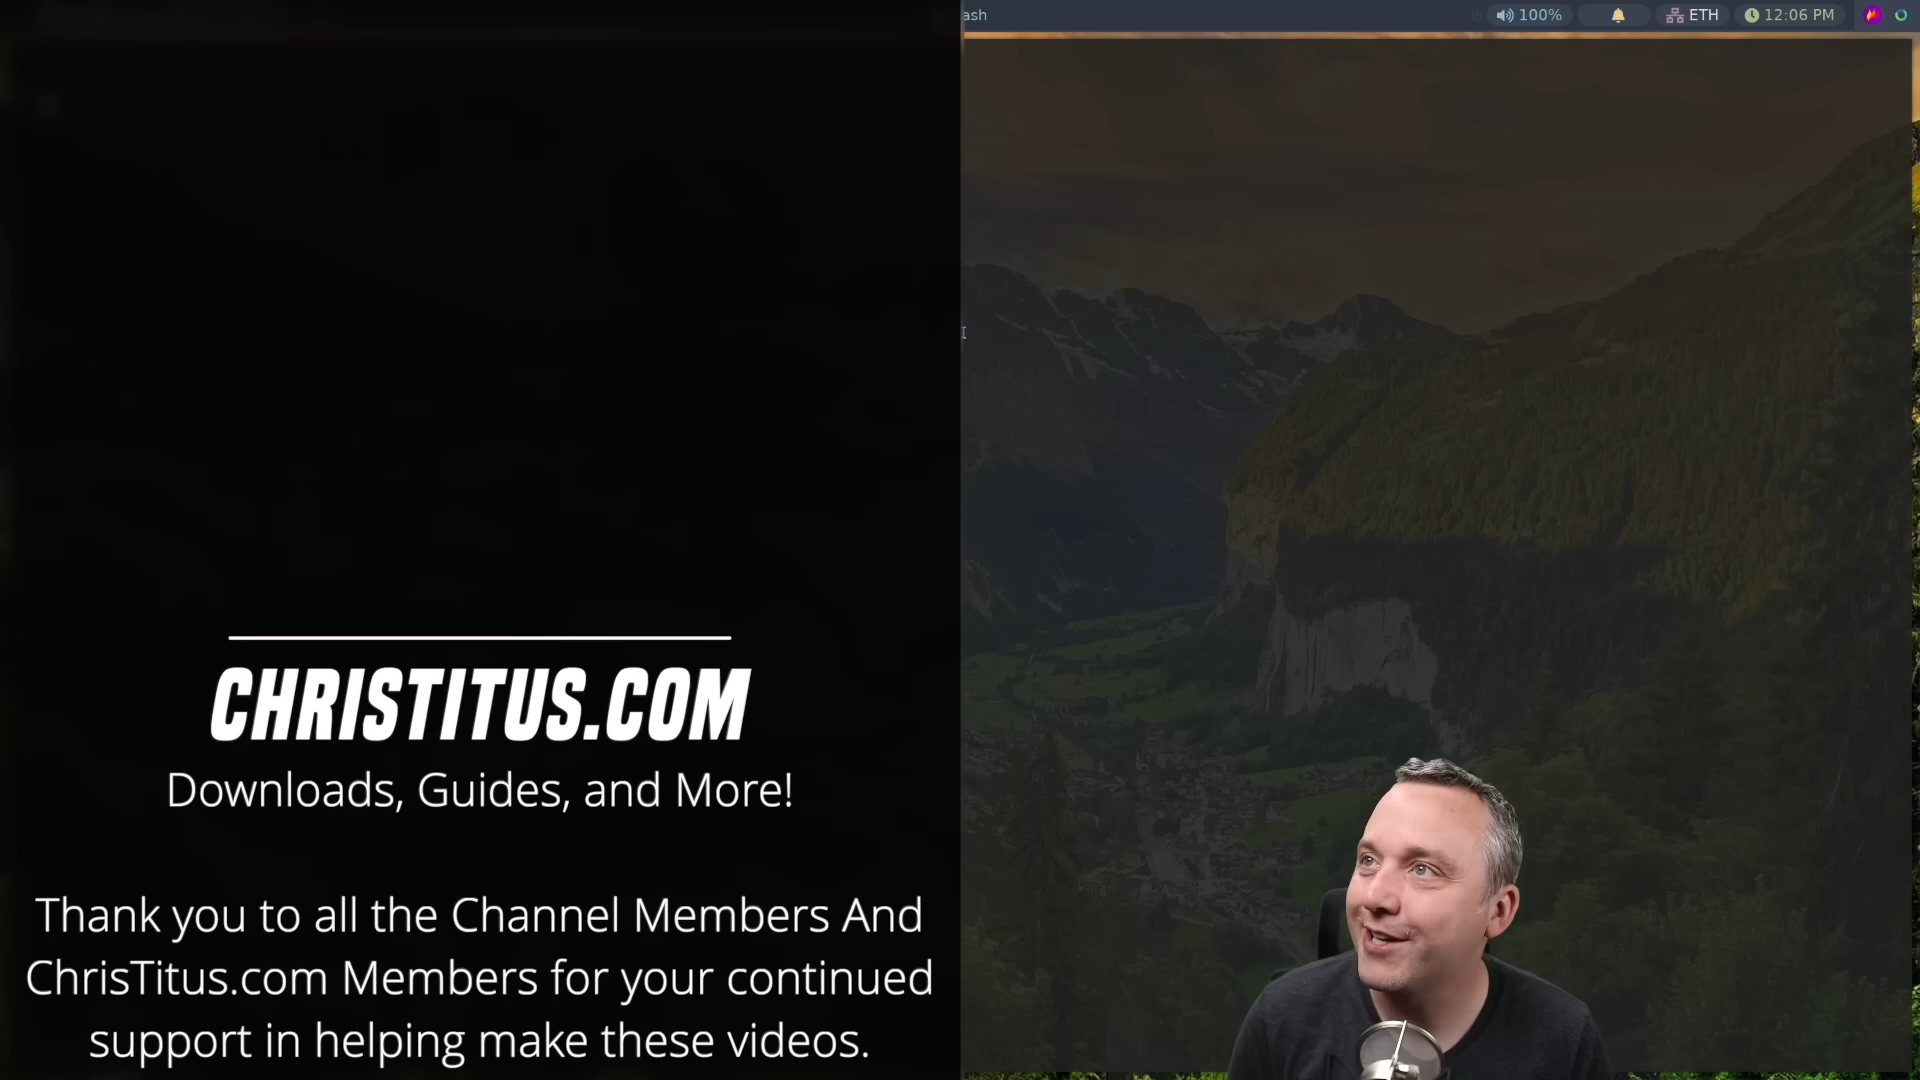 ash
100%
ETH
12:06 PM
CHRISTITUS.COM
Downloads, Guides, and More!
Thank you to all the Channel Members And
ChrisTitus.com Members for your continued
support in helping make these videos.